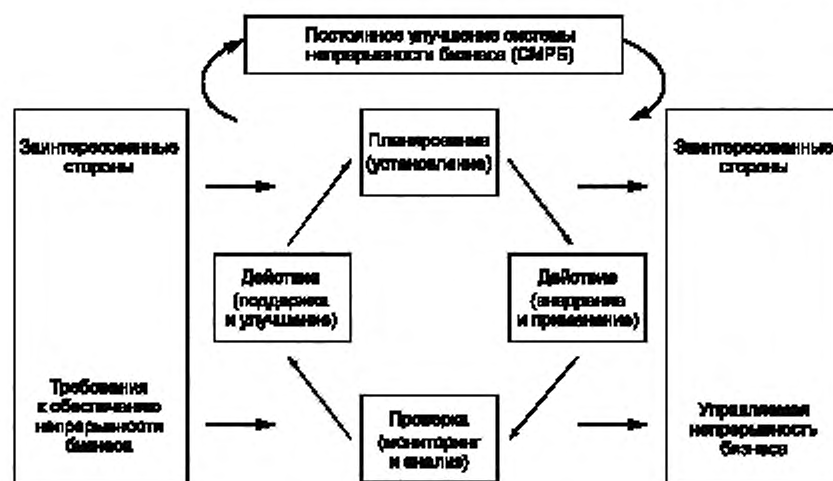 Постоянное улучшение системы
непрерывности бизнеса (СМРБ)
Заинтересованные
стороны
Планирование
(установление)
Заинтересованные
стороны
Действие
(поддержка
и улучшение)
Действие
(внедрение
и применение)
Требования
к обеспечению
непрерывности
бизнеса
Проверка
(мониторинг
и анализ)
Управляемая
непрерывность
бизнеса